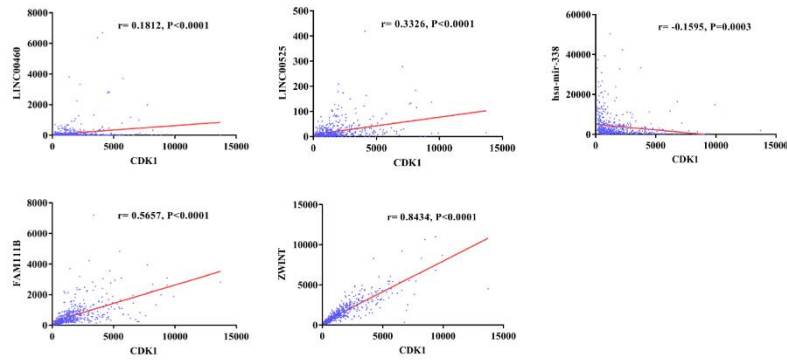 r= 0.1812, P<0.0001
LINC00460
8000
6000
4000
2000
0
0 5000 10000 15000
CDK1
r= 0.3326, P<0.0001
LINC00525
500
400
300
200
100
0
0 5000 10000 15000
CDK1
r= -0.1595, P=0.0003
hsa-mir-338
60000
40000
20000
0
0 5000 10000 15000
CDK1
r= 0.5657, P<0.0001
FAM111B
8000
6000
4000
2000
0
0 5000 10000 15000
CDK1
r= 0.8434, P<0.0001
ZWINT
15000
10000
5000
0
0 5000 10000 15000
CDK1